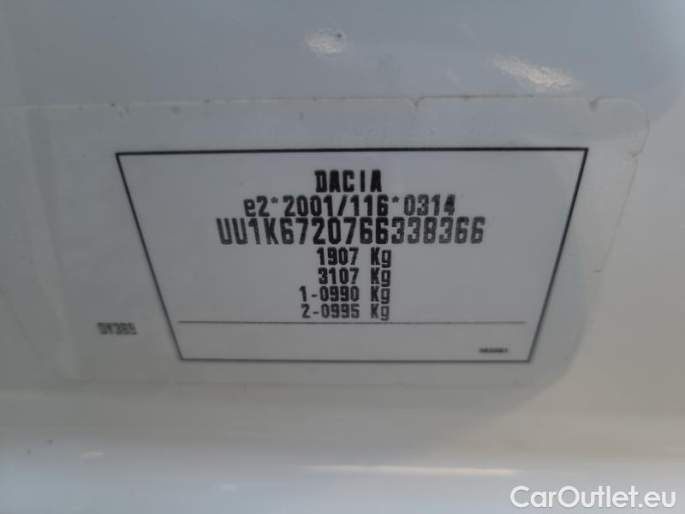 DACIA
e2*2001/116*0314
UU1K6720766338366
1907 Kg
3107 Kg
1-0990 Kg
2-0995 Kg
CarOutlet.eu